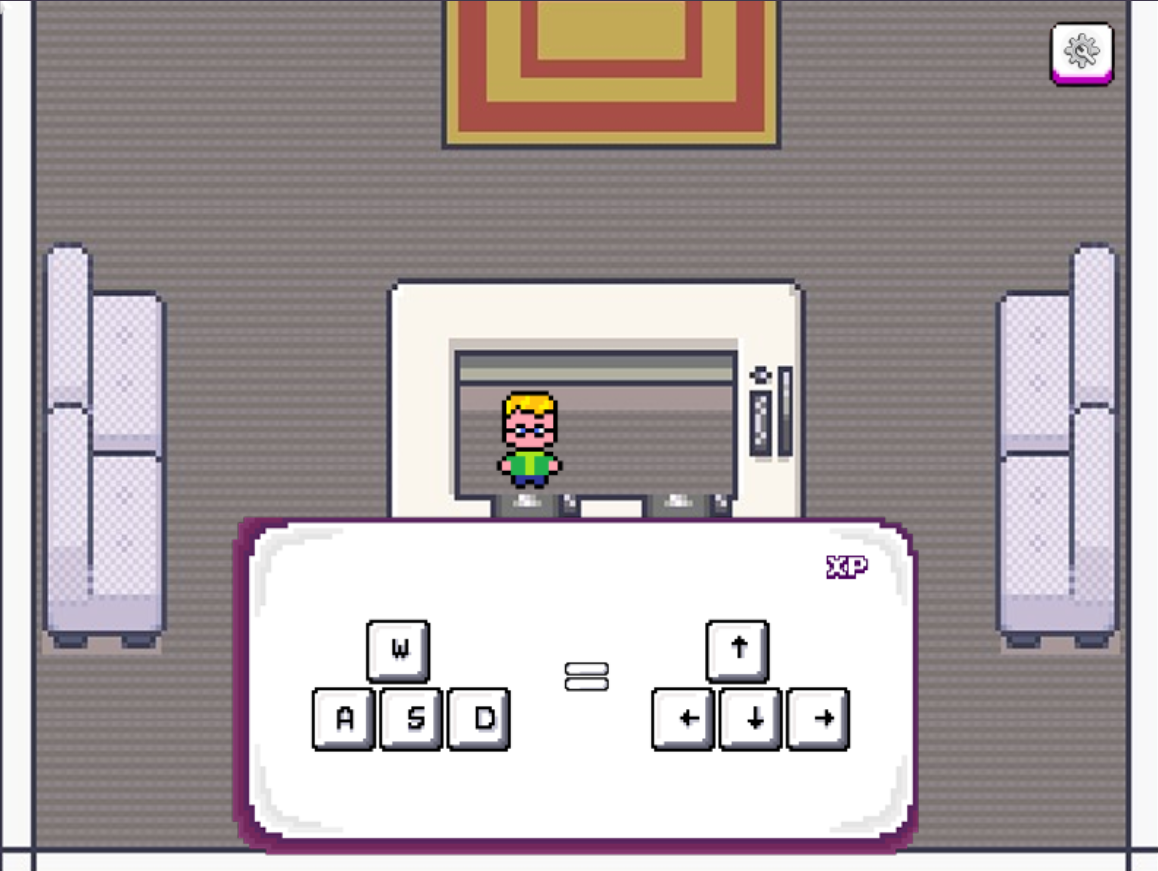 XP
W ↑
A S D = ← ↓ →